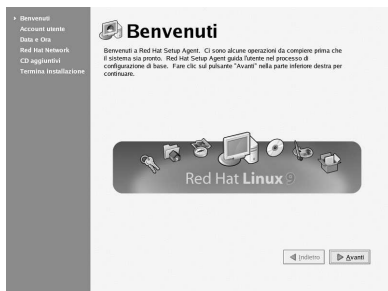 Benvenuti
Account utente
Data e Ora
Red Hat Network
CD aggiuntivi
Termina installazione
Benvenuti
Benvenuti a Red Hat Setup Agent. Ci sono alcune operazioni da compiere prima che
il sistema sia pronto. Red Hat Setup Agent guida l'utente nel processo di
configurazione di base. Fare clic sul pulsante "Avanti" nella parte inferiore destra per
continuare.
Red Hat Linux 9
Indietro
Avanti